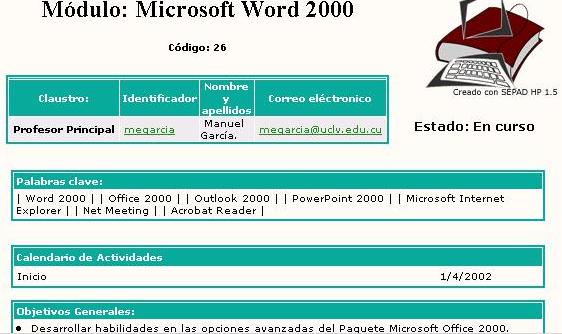 Módulo: Microsoft Word 2000
Código: 26
Creado con SEPAD HP 1.5
Estado: En curso
Claustro: Identificador Nombre y apellidos Correo eléctronico
Profesor Principal megarcia Manuel García. megarcia@uclv.edu.cu
Palabras clave:
| Word 2000 | | Office 2000 | | Outlook 2000 | | PowerPoint 2000 | | Microsoft Internet
Explorer | | Net Meeting | | Acrobat Reader |
Calendario de Actividades
Inicio 1/4/2002
Objetivos Generales:
• Desarrollar habilidades en las opciones avanzadas del Paquete Microsoft Office 2000.